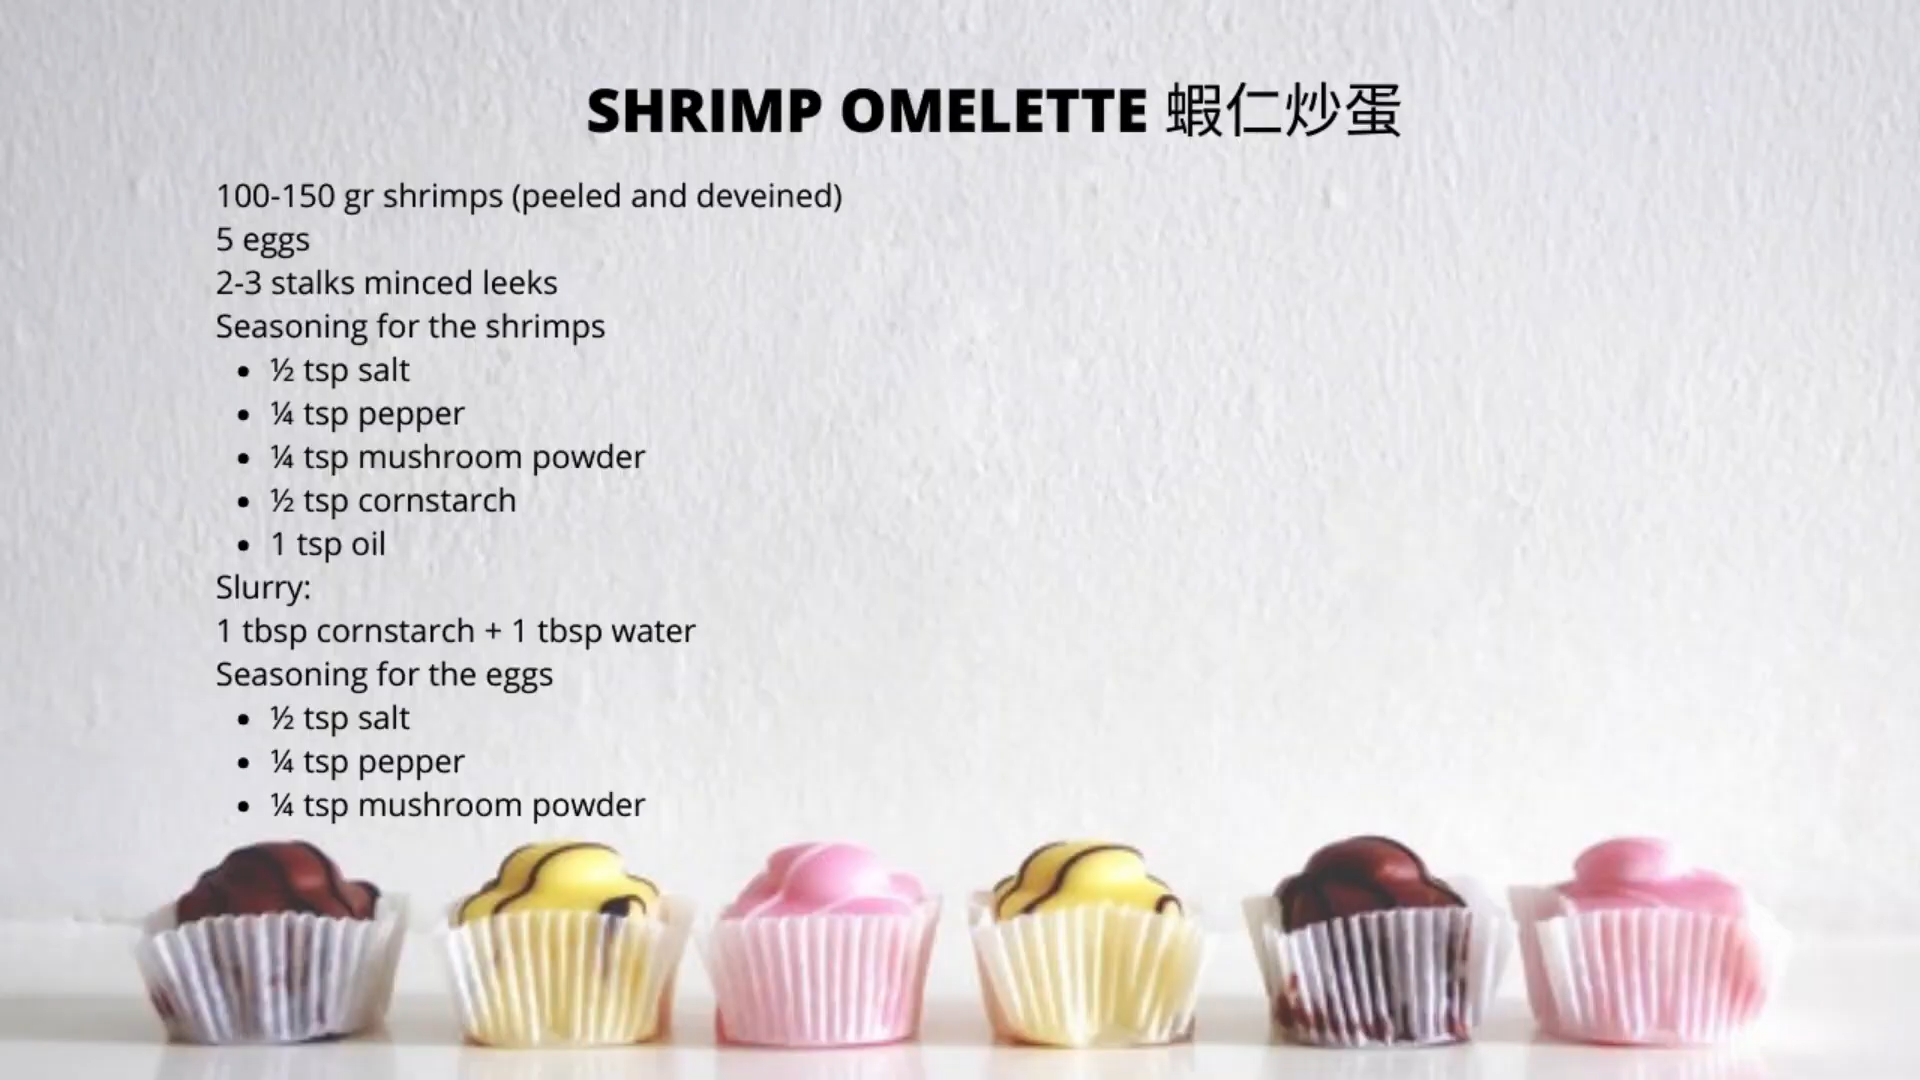 SHRIMP OMELETTE 蝦仁炒蛋
100-150 gr shrimps (peeled and deveined)
5 eggs
2-3 stalks minced leeks
Seasoning for the shrimps
• ½ tsp salt
• ¼ tsp pepper
• ¼ tsp mushroom powder
• ½ tsp cornstarch
• 1 tsp oil
Slurry:
1 tbsp cornstarch + 1 tbsp water
Seasoning for the eggs
• ½ tsp salt
• ¼ tsp pepper
• ¼ tsp mushroom powder